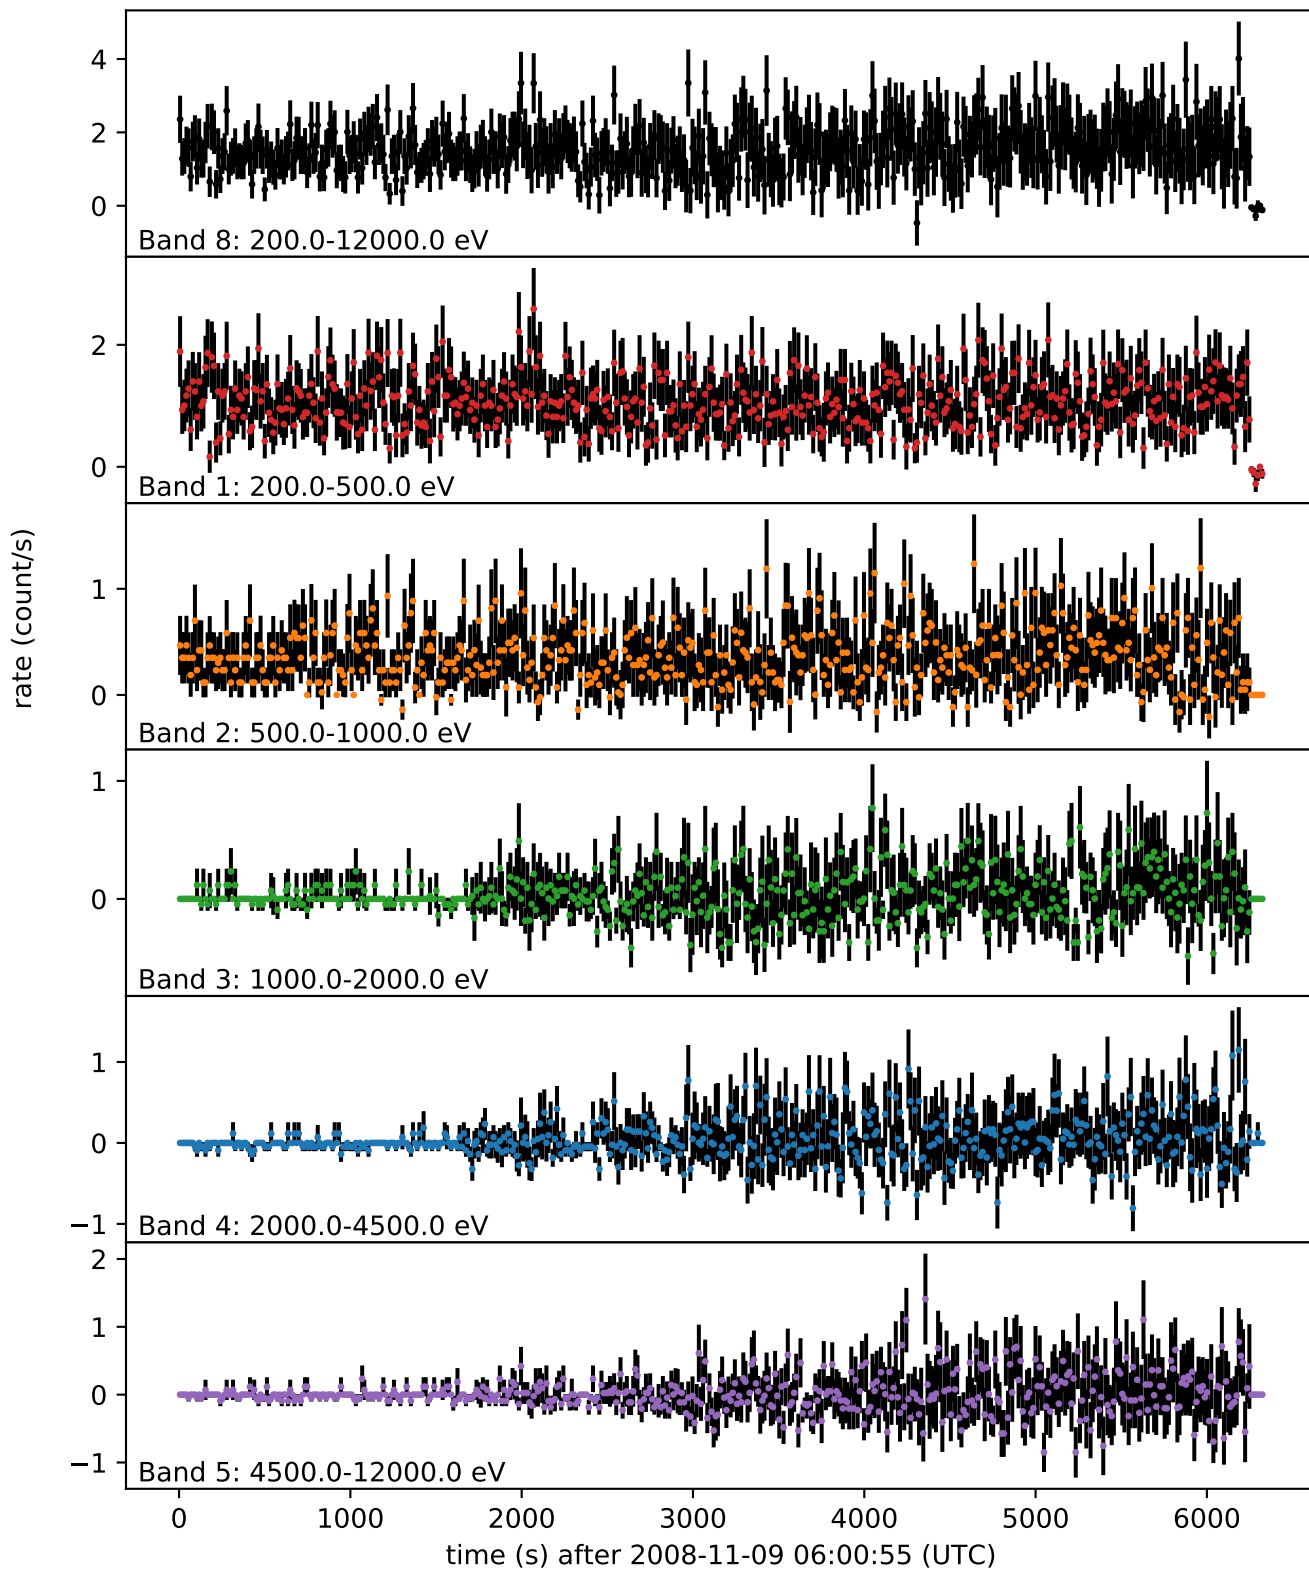 4
2
0
Band 8: 200.0-12000.0 eV
2
0
Band 1: 200.0-500.0 eV
rate (count/s)
1
0
Band 2: 500.0-1000.0 eV
1
0
Band 3: 1000.0-2000.0 eV
1
0
−1
Band 4: 2000.0-4500.0 eV
2
1
0
−1
Band 5: 4500.0-12000.0 eV
0 1000 2000 3000 4000 5000 6000
time (s) after 2008-11-09 06:00:55 (UTC)